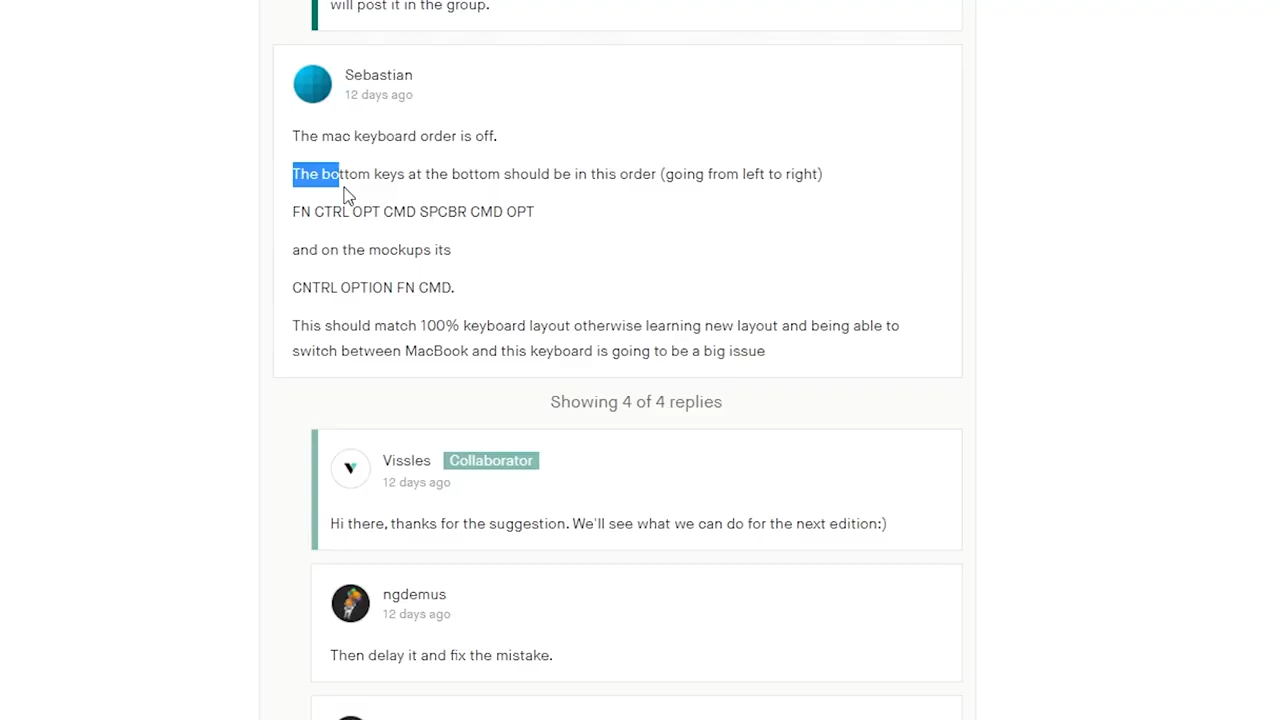 will post it in the group.
Sebastian
12 days ago
The mac keyboard order is off.
The bottom keys at the bottom should be in this order (going from left to right)
FN CTRL OPT CMD SPCBR CMD OPT
and on the mockups its
CNTRL OPTION FN CMD.
This should match 100% keyboard layout otherwise learning new layout and being able to
switch between MacBook and this keyboard is going to be a big issue
Showing 4 of 4 replies
Vissles Collaborator
12 days ago
Hi there, thanks for the suggestion. We'll see what we can do for the next edition:)
ngdemus
12 days ago
Then delay it and fix the mistake.